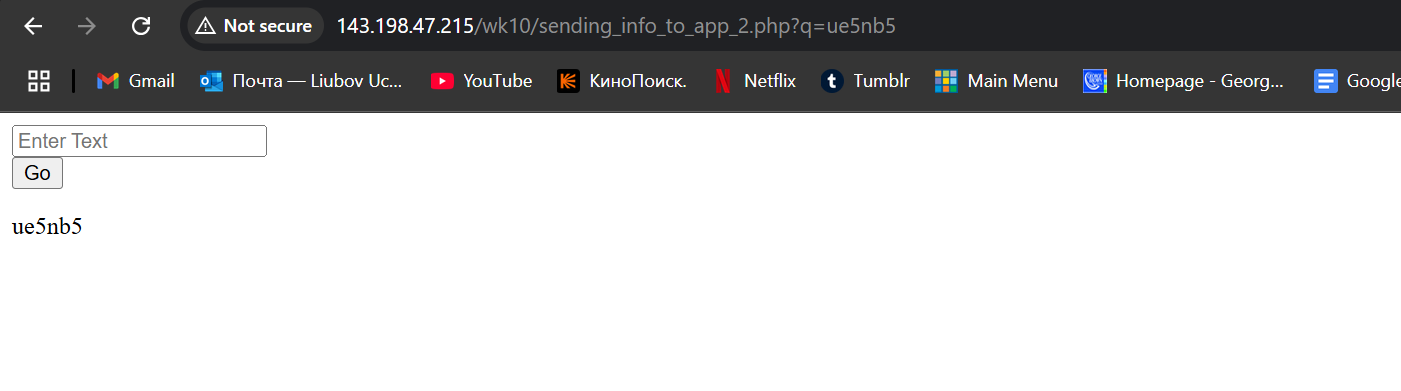 Not secure 143.198.47.215/wk10/sending_info_to_app_2.php?q=ue5nb5
Gmail Почта — Liubov Uc... YouTube КиноПоиск. Netflix Tumblr Main Menu Homepage - Georg... Google
Enter Text
Go
ue5nb5